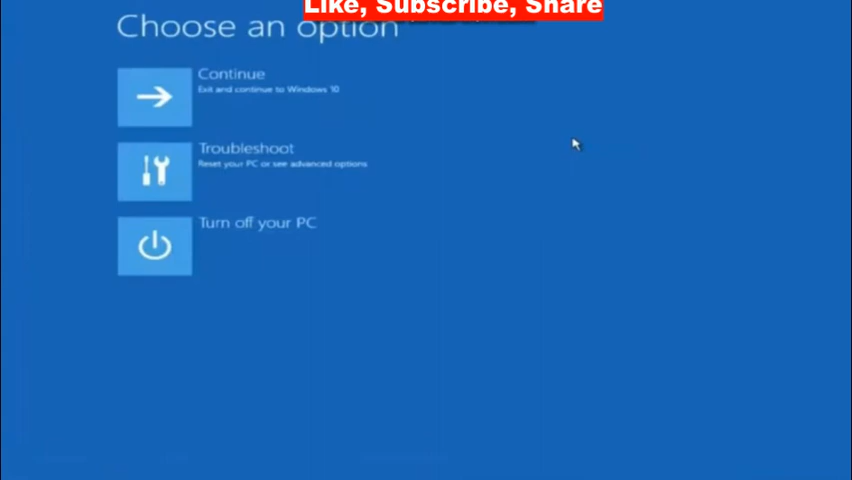 Like, Subscribe, Share
Choose an option
Continue
Exit and continue to Windows 10
Troubleshoot
Reset your PC or see advanced options
Turn off your PC